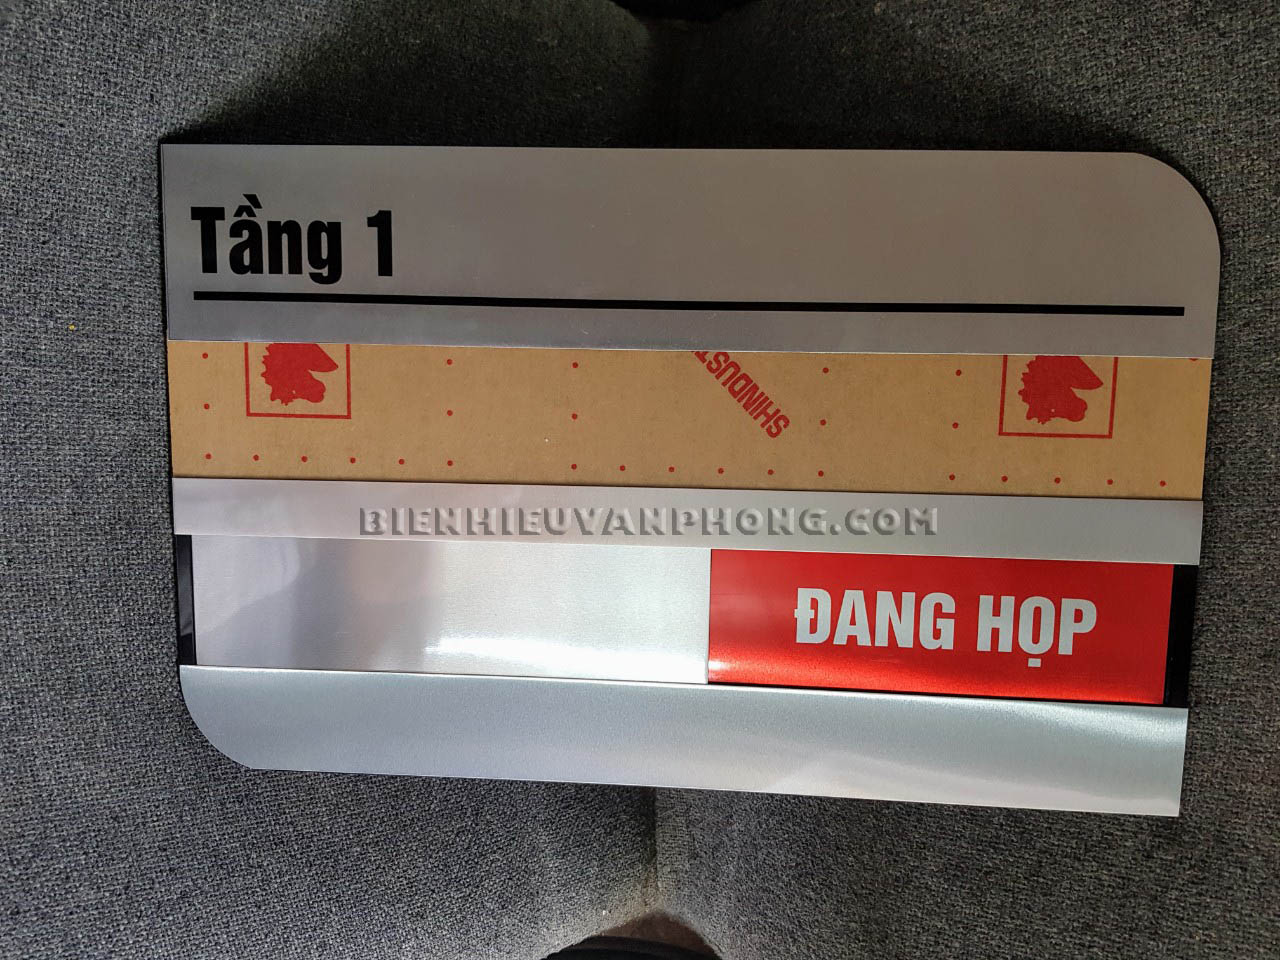 Tầng 1
SHINDUST
BIENHIEUVANPHONG.COM
ĐANG HỌP